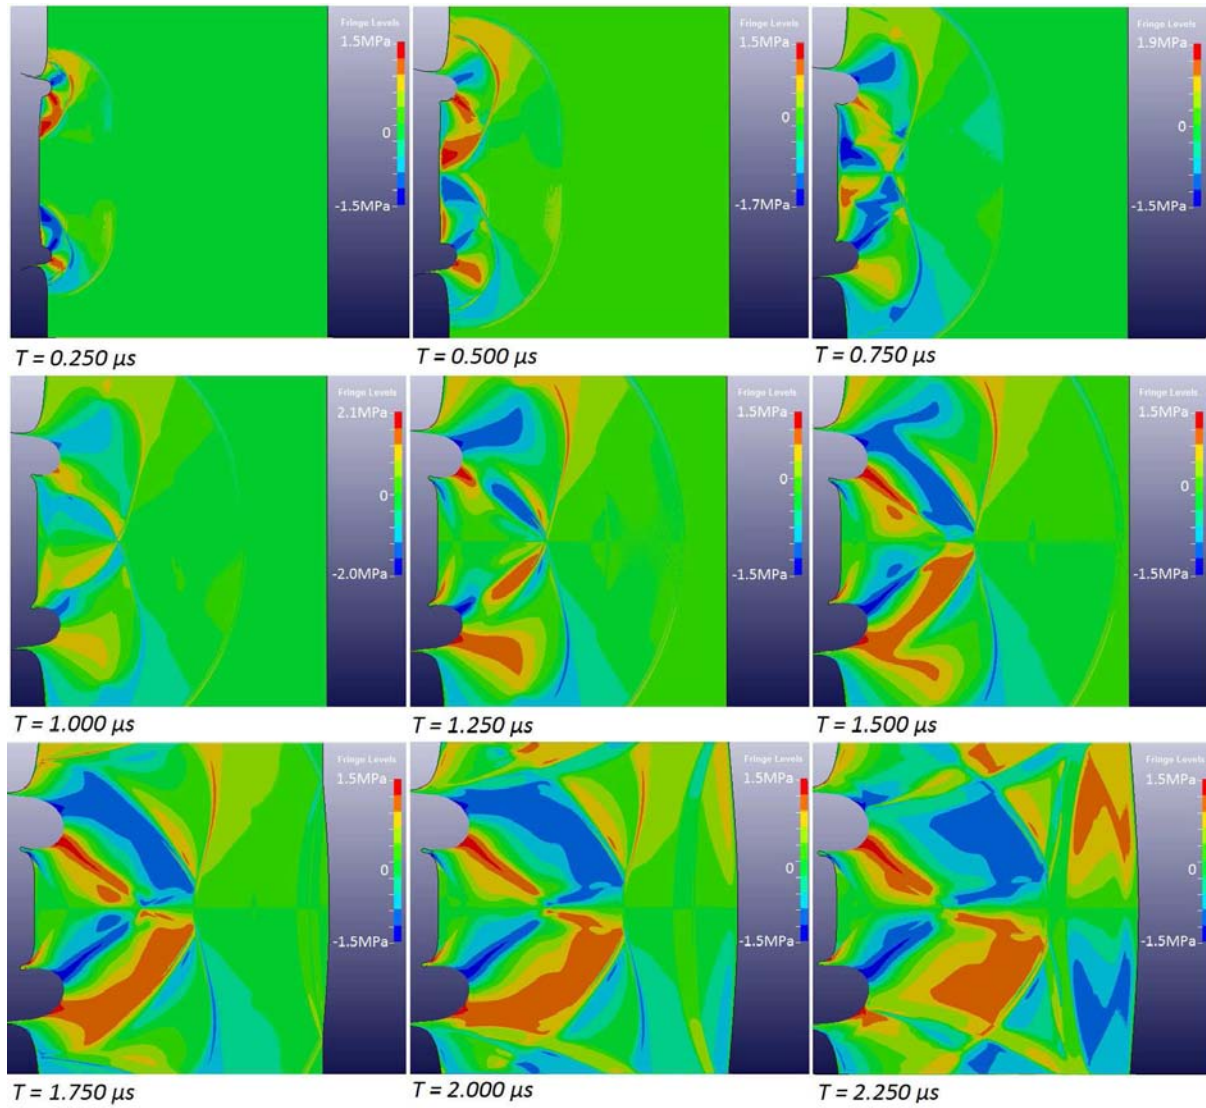 Fringe Levels
1.5MPa
0
-1.5MPa
T = 0.250 μs
Fringe Levels
1.5MPa
0
-1.7MPa
T = 0.500 μs
Fringe Levels
1.9MPa
0
-1.5MPa
T = 0.750 μs
Fringe Levels
2.1MPa
0
-2.0MPa
T = 1.000 μs
Fringe Levels
1.5MPa
0
-1.5MPa
T = 1.250 μs
Fringe Levels
1.5MPa
0
-1.5MPa
T = 1.500 μs
Fringe Levels
1.5MPa
0
-1.5MPa
T = 1.750 μs
Fringe Levels
1.5MPa
0
-1.5MPa
T = 2.000 μs
Fringe Levels
1.5MPa
0
-1.5MPa
T = 2.250 μs